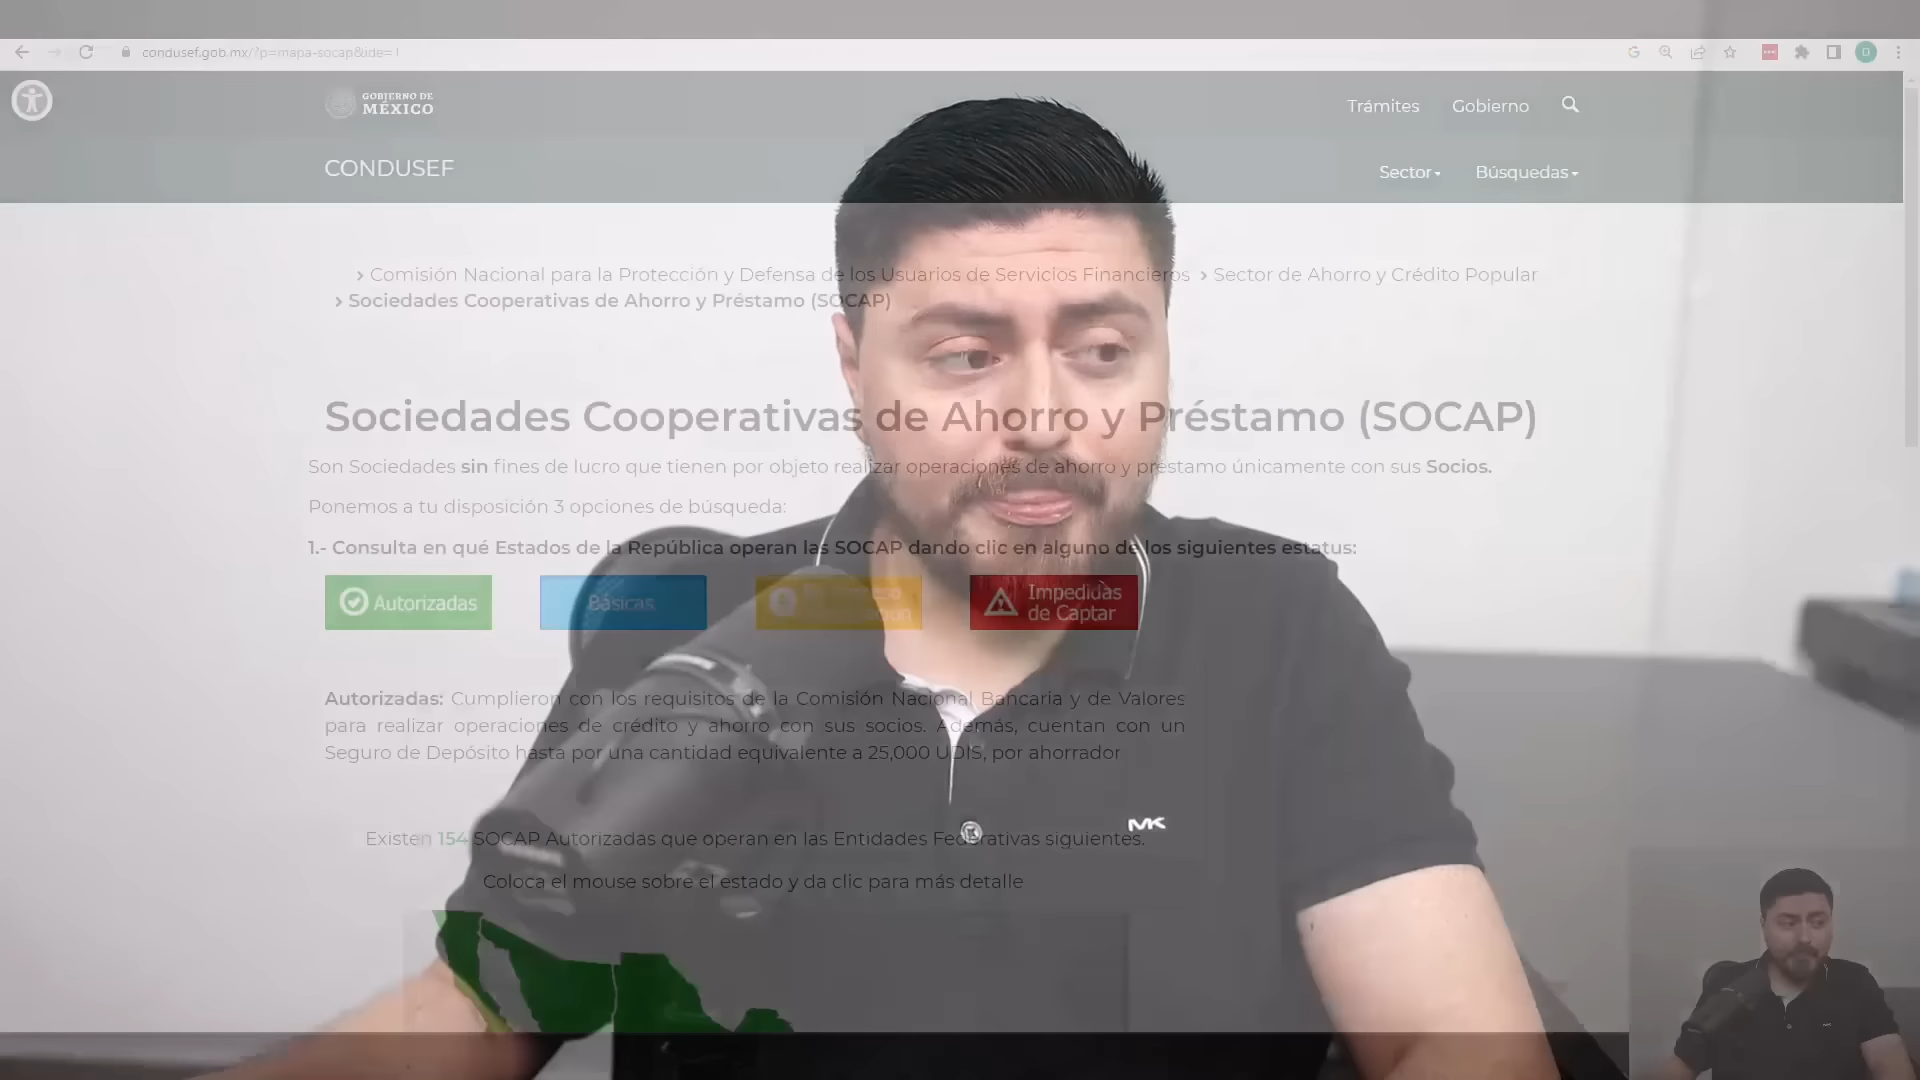 condusef.gob.mx/?p=mapa-socap&ide=1
GOBIERNO DE
MÉXICO
Trámites Gobierno
CONDUSEF
Sector Búsquedas
› Comisión Nacional para la Protección y Defensa de los Usuarios de Servicios Financieros › Sector de Ahorro y Crédito Popular
› Sociedades Cooperativas de Ahorro y Préstamo (SOCAP)
Sociedades Cooperativas de Ahorro y Préstamo (SOCAP)
Son Sociedades sin fines de lucro que tienen por objeto realizar operaciones de ahorro y préstamo únicamente con sus Socios.
Ponemos a tu disposición 3 opciones de búsqueda:
1.- Consulta en qué Estados de la República operan las SOCAP dando clic en alguno de los siguientes estatus:
Autorizadas
Básicas
Impedidas
de Captar
Autorizadas: Cumplieron con los requisitos de la Comisión Nacional Bancaria y de Valores
para realizar operaciones de crédito y ahorro con sus socios. Además, cuentan con un
Seguro de Depósito hasta por una cantidad equivalente a 25,000 UDIS, por ahorrador
MK
Existen 154 SOCAP Autorizadas que operan en las Entidades Federativas siguientes.
Coloca el mouse sobre el estado y da clic para más detalle
D